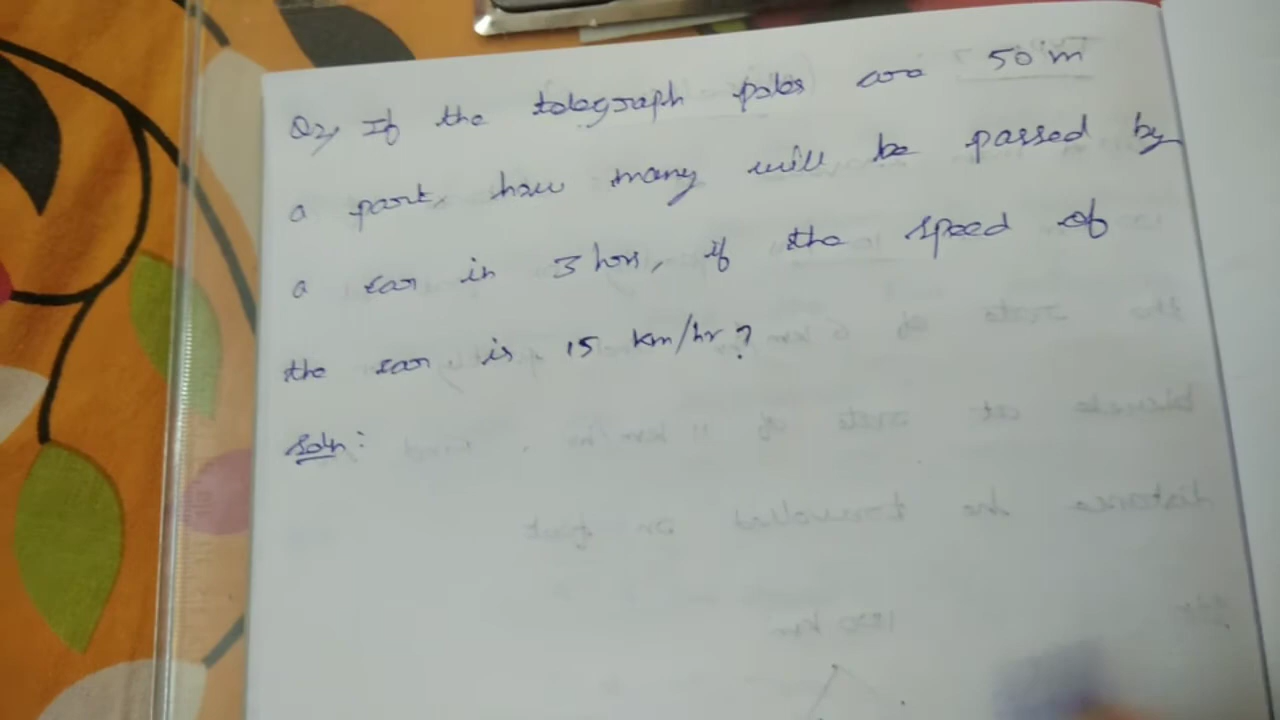 Q2, If the telegraph poles are 50 m
a part, how many will be passed by
a car in 3 hrs, if the speed of
the car is 15 km/hr?
Soln: